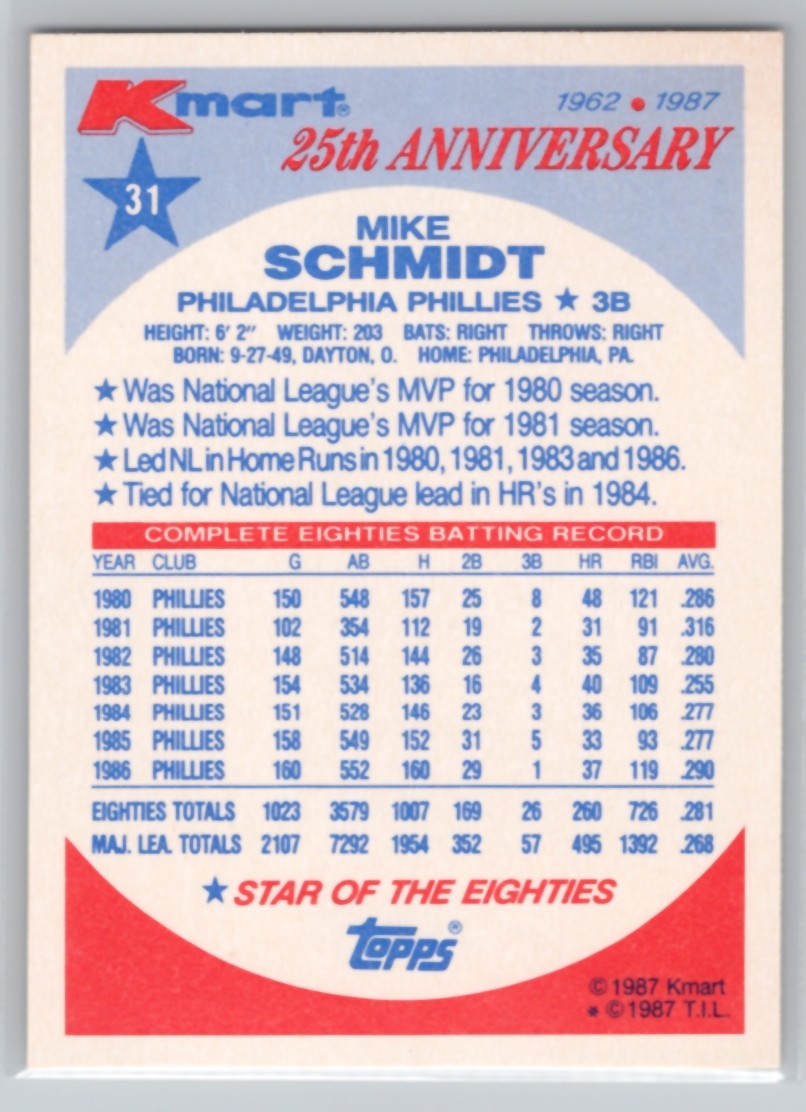 Kmart®
1962 • 1987
25th ANNIVERSARY
31
MIKE
SCHMIDT
PHILADELPHIA PHILLIES ★ 3B
HEIGHT: 6' 2" WEIGHT: 203 BATS: RIGHT THROWS: RIGHT
BORN: 9-27-49, DAYTON, O. HOME: PHILADELPHIA, PA.
★ Was National League's MVP for 1980 season.
★ Was National League's MVP for 1981 season.
★ Led NL in Home Runs in 1980, 1981, 1983 and 1986.
★ Tied for National League lead in HR's in 1984.
COMPLETE EIGHTIES BATTING RECORD
YEAR CLUB G AB H 2B 3B HR RBI AVG.
1980 PHILLIES 150 548 157 25 8 48 121 .286
1981 PHILLIES 102 354 112 19 2 31 91 .316
1982 PHILLIES 148 514 144 26 3 35 87 .280
1983 PHILLIES 154 534 136 16 4 40 109 .255
1984 PHILLIES 151 528 146 23 3 36 106 .277
1985 PHILLIES 158 549 152 31 5 33 93 .277
1986 PHILLIES 160 552 160 29 1 37 119 .290
EIGHTIES TOTALS 1023 3579 1007 169 26 260 726 .281
MAJ. LEA. TOTALS 2107 7292 1954 352 57 495 1392 .268
★ STAR OF THE EIGHTIES
topps®
©1987 Kmart
* ©1987 T.I.L.